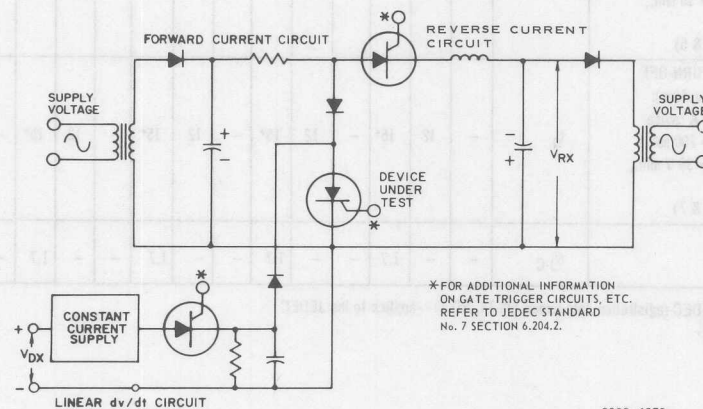 FORWARD CURRENT CIRCUIT
REVERSE CURRENT
CIRCUIT
*
SUPPLY
VOLTAGE
SUPPLY
VOLTAGE
+
-
-
+
VRX
DEVICE
UNDER
TEST
*
*
* FOR ADDITIONAL INFORMATION
ON GATE TRIGGER CIRCUITS, ETC.
REFER TO JEDEC STANDARD
No. 7 SECTION 6.204.2.
+
VDX
-
CONSTANT
CURRENT
SUPPLY
LINEAR dv/dt CIRCUIT